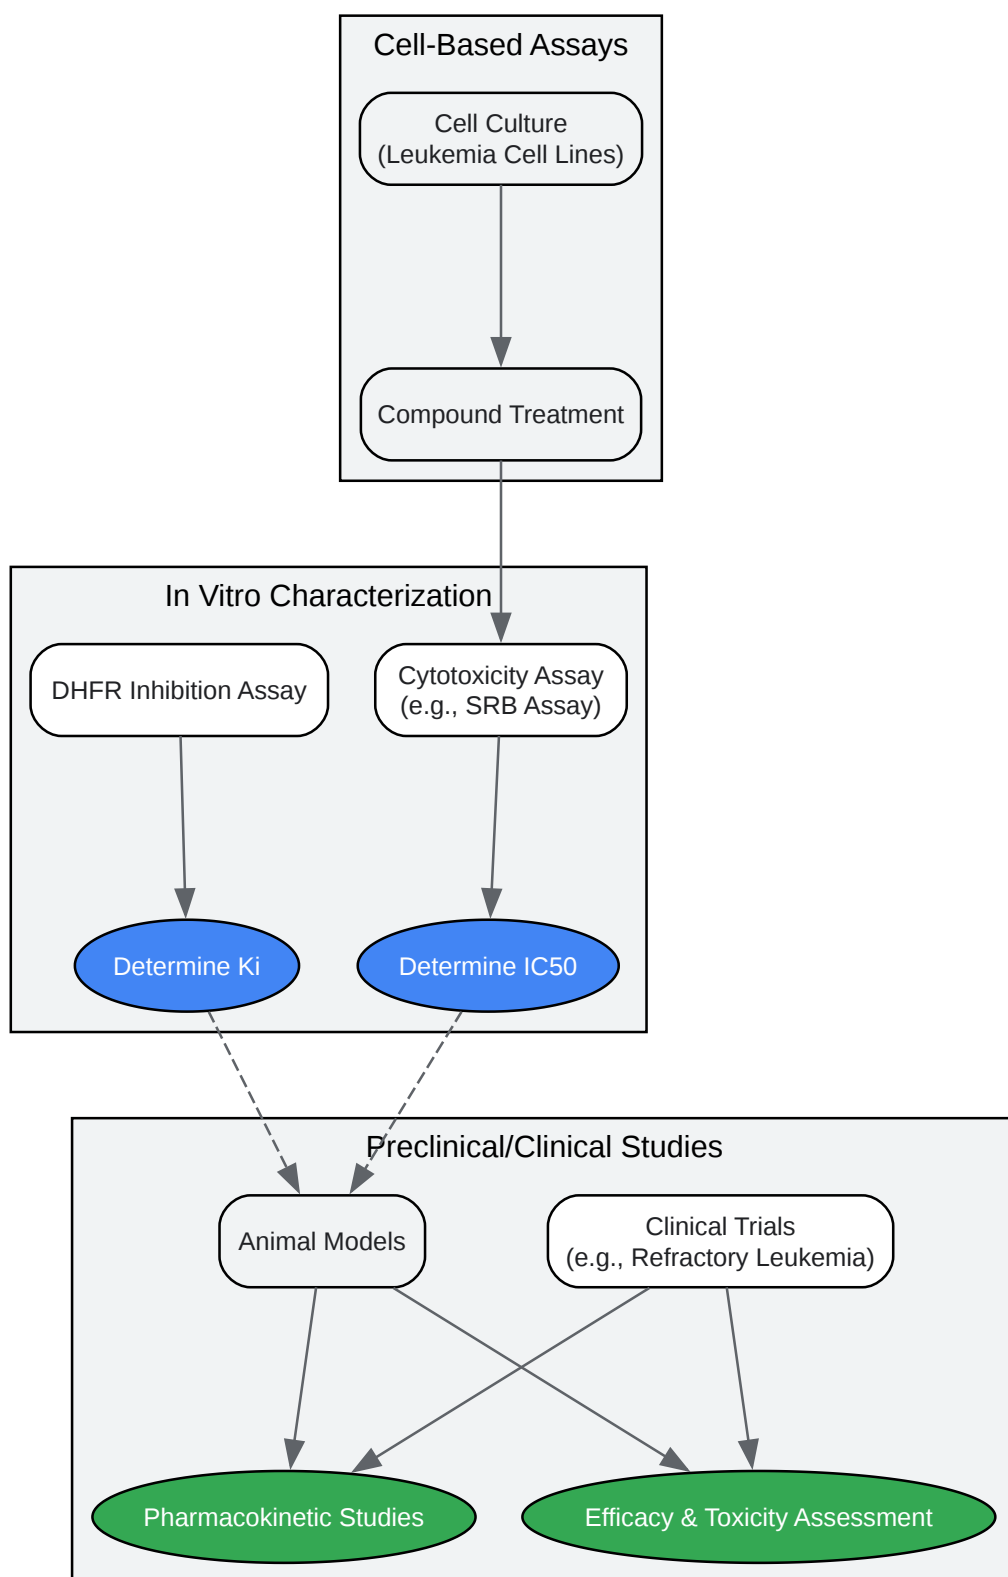 Cell-Based Assays
Cell Culture
(Leukemia Cell Lines)
Compound Treatment
In Vitro Characterization
DHFR Inhibition Assay
Cytotoxicity Assay
(e.g., SRB Assay)
Determine Ki
Determine IC50
Preclinical/Clinical Studies
Animal Models
Clinical Trials
(e.g., Refractory Leukemia)
Pharmacokinetic Studies
Efficacy & Toxicity Assessment